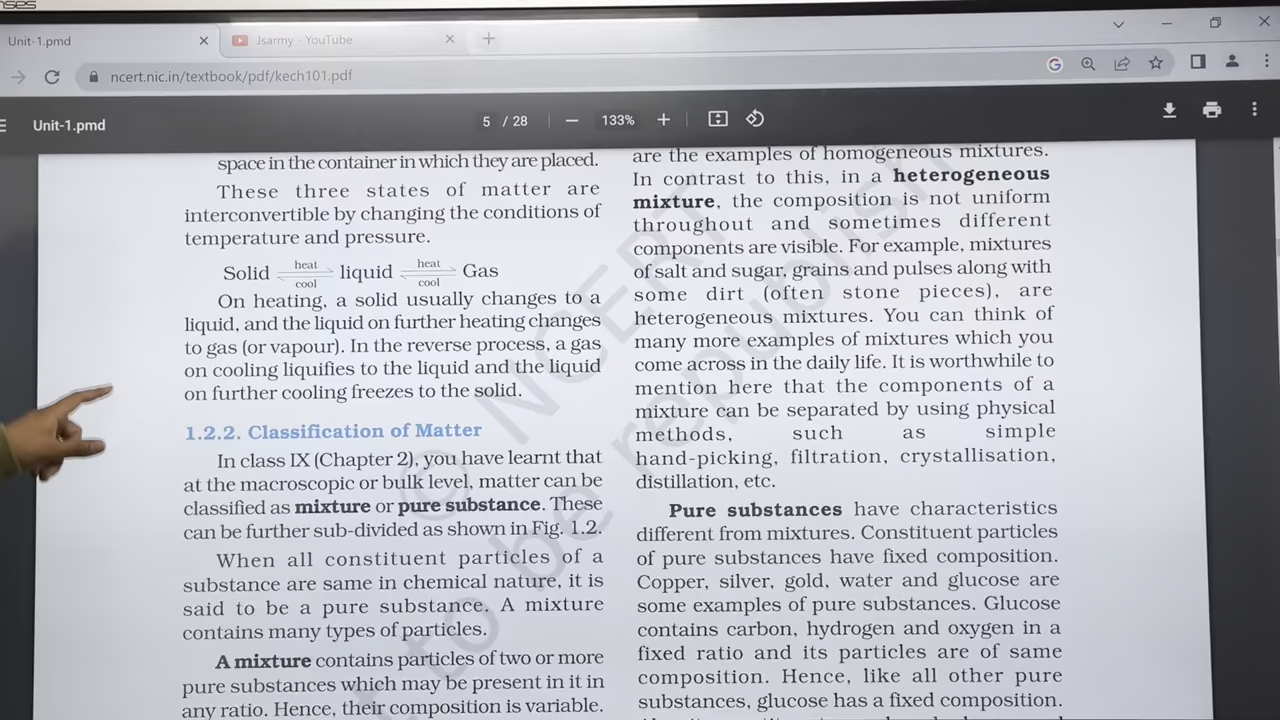 Unit-1.pmd
Jsarmy - YouTube
ncert.nic.in/textbook/pdf/kech101.pdf
Unit-1.pmd
5 / 28
133%
space in the container in which they are placed.
These three states of matter are
interconvertible by changing the conditions of
temperature and pressure.
Solid heat cool liquid heat cool Gas
On heating, a solid usually changes to a
liquid, and the liquid on further heating changes
to gas (or vapour). In the reverse process, a gas
on cooling liquifies to the liquid and the liquid
on further cooling freezes to the solid.
1.2.2. Classification of Matter
In class IX (Chapter 2), you have learnt that
at the macroscopic or bulk level, matter can be
classified as mixture or pure substance. These
can be further sub-divided as shown in Fig. 1.2.
When all constituent particles of a
substance are same in chemical nature, it is
said to be a pure substance. A mixture
contains many types of particles.
A mixture contains particles of two or more
pure substances which may be present in it in
any ratio. Hence, their composition is variable.
are the examples of homogeneous mixtures.
In contrast to this, in a heterogeneous
mixture, the composition is not uniform
throughout and sometimes different
components are visible. For example, mixtures
of salt and sugar, grains and pulses along with
some dirt (often stone pieces), are
heterogeneous mixtures. You can think of
many more examples of mixtures which you
come across in the daily life. It is worthwhile to
mention here that the components of a
mixture can be separated by using physical
methods, such as simple
hand-picking, filtration, crystallisation,
distillation, etc.
Pure substances have characteristics
different from mixtures. Constituent particles
of pure substances have fixed composition.
Copper, silver, gold, water and glucose are
some examples of pure substances. Glucose
contains carbon, hydrogen and oxygen in a
fixed ratio and its particles are of same
composition. Hence, like all other pure
substances, glucose has a fixed composition.
© NCERT
to be republish